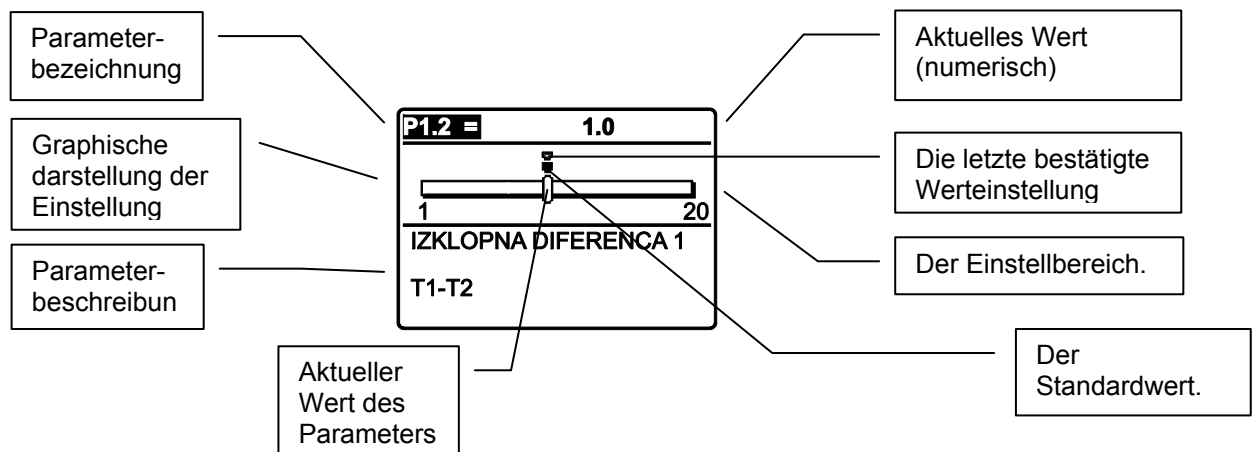 Parameter-
bezeichnung
Graphische
darstellung der
Einstellung
Parameter-
beschreibun
P1.2 = 1.0
1 20
IZKLOPNA DIFERENCA 1
T1-T2
Aktueller
Wert des
Parameters
Aktuelles Wert
(numerisch)
Die letzte bestätigte
Werteinstellung
Der Einstellbereich.
Der
Standardwert.